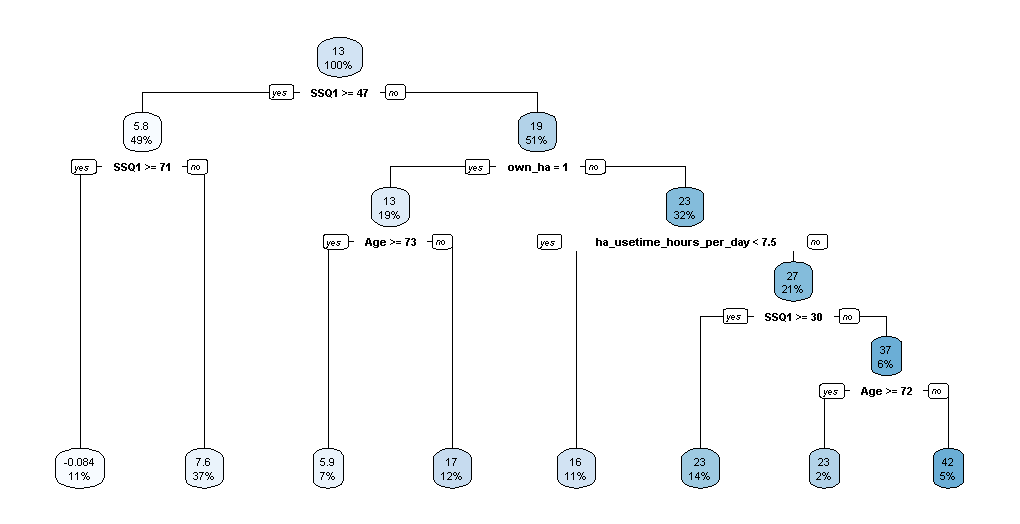 13
100%
yes
SSQ1 >= 47
no
5.8
49%
19
51%
yes
SSQ1 >= 71
no
yes
own_ha = 1
no
13
19%
23
32%
yes
Age >= 73
no
yes
ha_usetime_hours_per_day < 7.5
no
27
21%
yes
SSQ1 >= 30
no
37
6%
yes
Age >= 72
no
-0.084
11%
7.6
37%
5.9
7%
17
12%
16
11%
23
14%
23
2%
42
5%